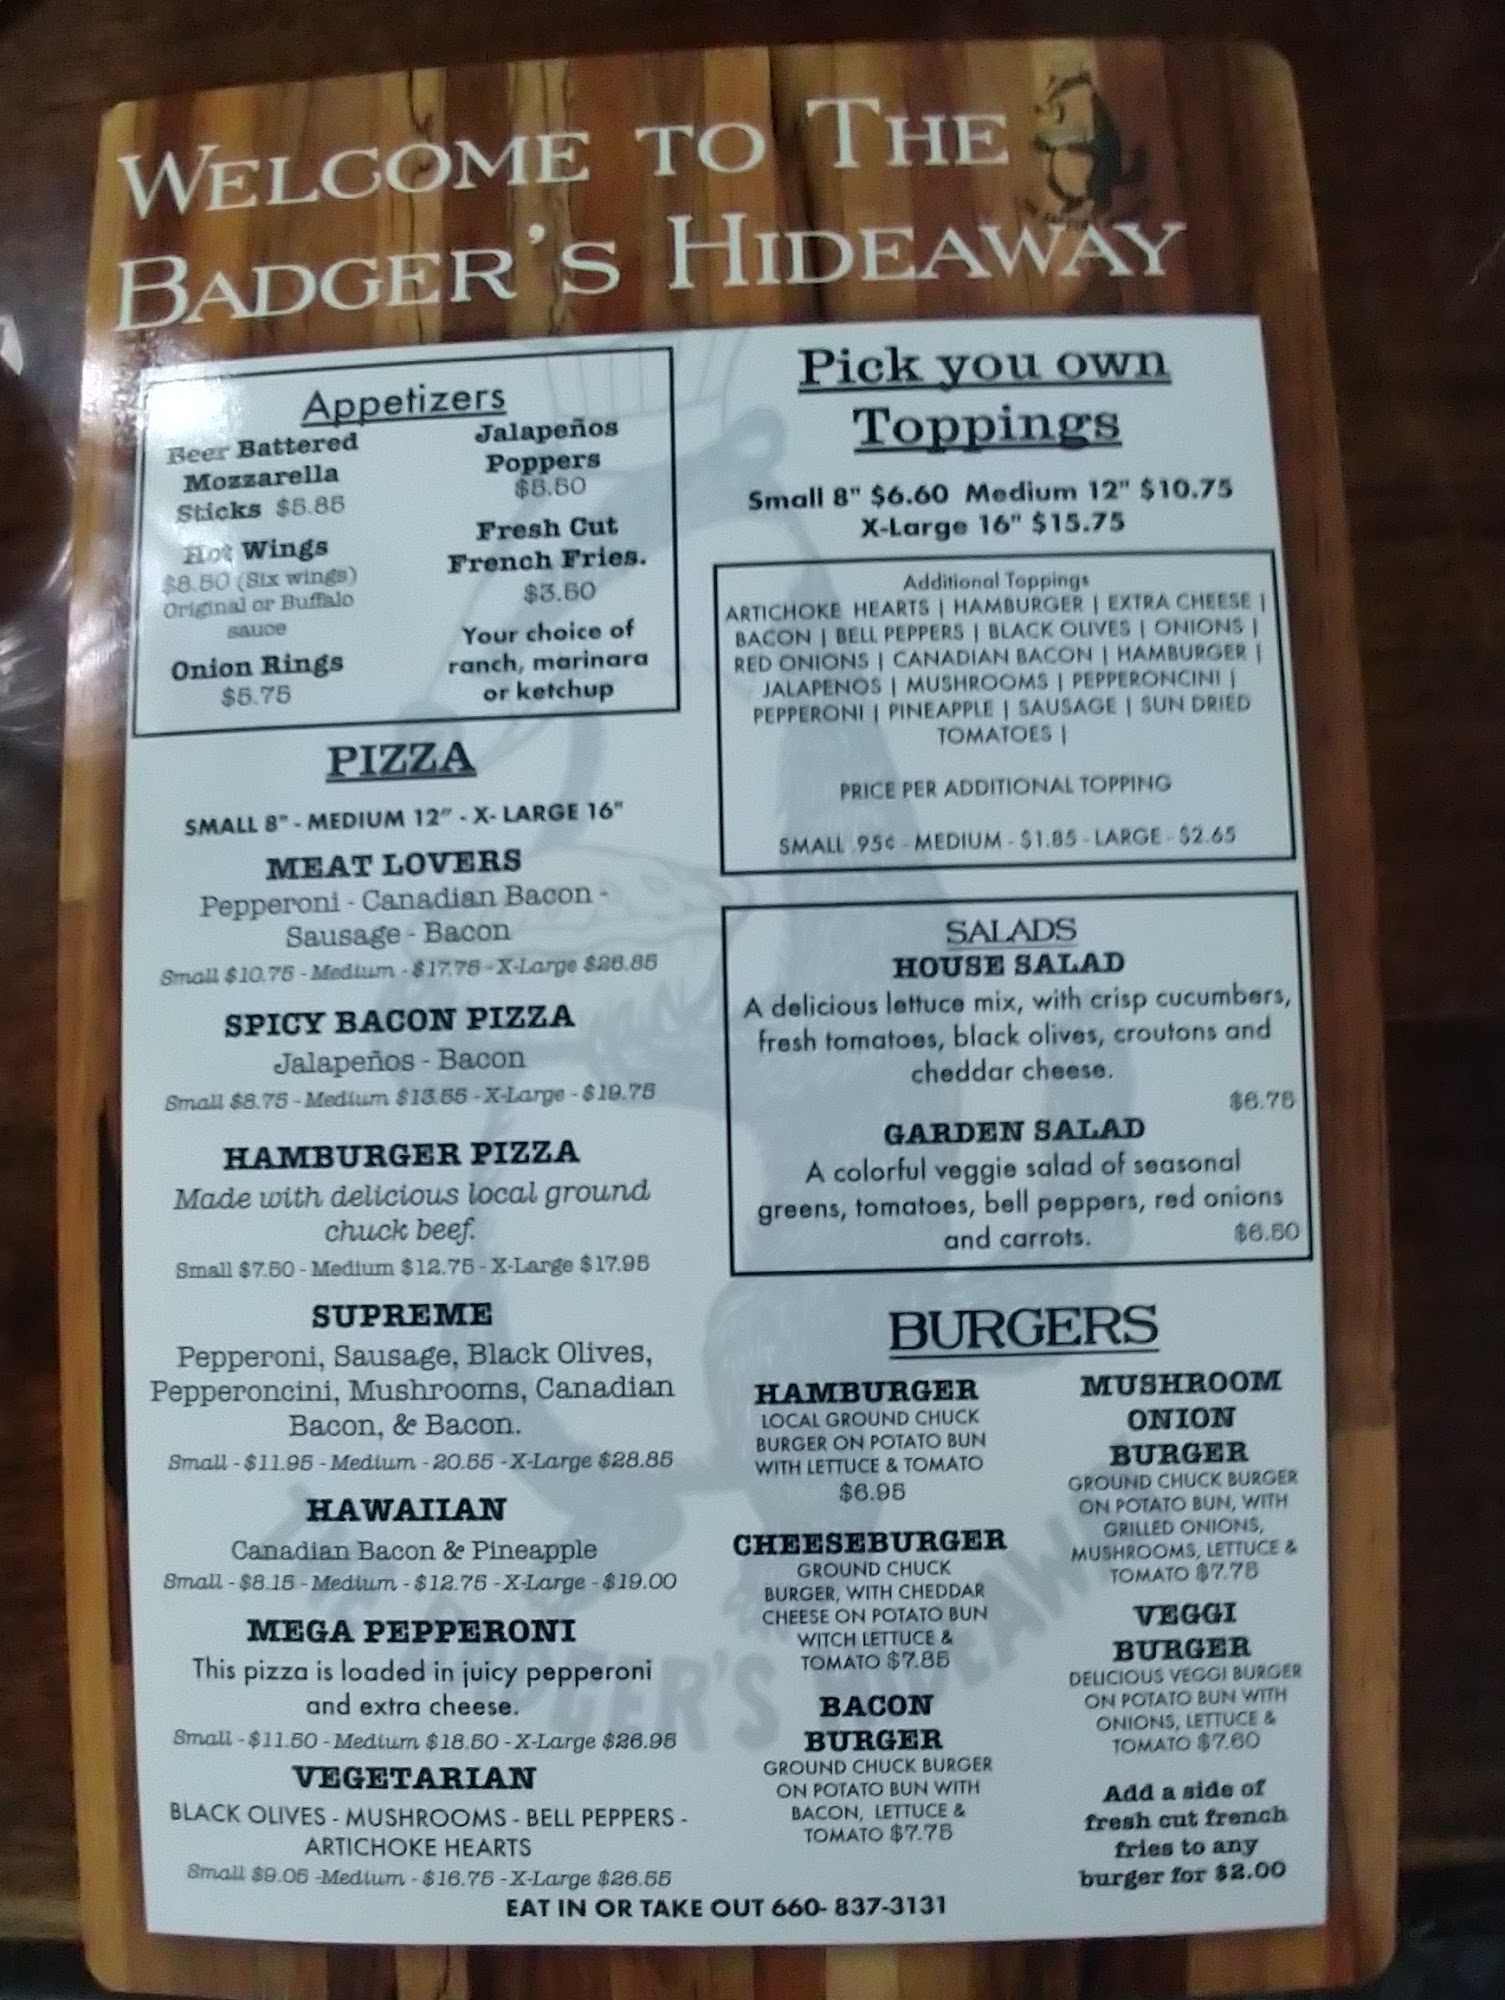 WELCOME TO THE
BADGER'S HIDEAWAY
Appetizers
Beer Battered
Mozzarella
Sticks $5.85
Hot Wings
$8.50 (Six wings)
Original or Buffalo
sauce
Onion Rings
$5.75
Jalapeños
Poppers
$5.50
Fresh Cut
French Fries.
$3.50
Your choice of
ranch, marinara
or ketchup
PIZZA
SMALL 8" - MEDIUM 12" - X- LARGE 16"
MEAT LOVERS
Pepperoni - Canadian Bacon -
Sausage - Bacon
Small $10.75 - Medium - $17.75 - X-Large $26.85
SPICY BACON PIZZA
Jalapeños - Bacon
Small $8.75 - Medium $13.55 - X-Large - $19.75
HAMBURGER PIZZA
Made with delicious local ground
chuck beef.
Small $7.50 - Medium $12.75 - X-Large $17.95
SUPREME
Pepperoni, Sausage, Black Olives,
Pepperoncini, Mushrooms, Canadian
Bacon, & Bacon.
Small - $11.95 - Medium - 20.55 - X-Large $28.85
HAWAIIAN
Canadian Bacon & Pineapple
Small - $8.15 - Medium - $12.75 - X-Large - $19.00
MEGA PEPPERONI
This pizza is loaded in juicy pepperoni
and extra cheese.
Small - $11.50 - Medium $18.50 - X-Large $26.95
VEGETARIAN
BLACK OLIVES - MUSHROOMS - BELL PEPPERS -
ARTICHOKE HEARTS
Small $9.05 -Medium - $16.75 - X-Large $26.55
Pick you own
Toppings
Small 8" $6.60 Medium 12" $10.75
X-Large 16" $15.75
Additional Toppings
ARTICHOKE HEARTS | HAMBURGER | EXTRA CHEESE |
BACON | BELL PEPPERS | BLACK OLIVES | ONIONS |
RED ONIONS | CANADIAN BACON | HAMBURGER |
JALAPENOS | MUSHROOMS | PEPPERONCINI |
PEPPERONI | PINEAPPLE | SAUSAGE | SUN DRIED
TOMATOES |
PRICE PER ADDITIONAL TOPPING
SMALL .95¢ - MEDIUM - $1.85 - LARGE - $2.65
SALADS
HOUSE SALAD
A delicious lettuce mix, with crisp cucumbers,
fresh tomatoes, black olives, croutons and
cheddar cheese.
$6.75
GARDEN SALAD
A colorful veggie salad of seasonal
greens, tomatoes, bell peppers, red onions
and carrots. $6.50
BURGERS
HAMBURGER
LOCAL GROUND CHUCK
BURGER ON POTATO BUN
WITH LETTUCE & TOMATO
$6.95
CHEESEBURGER
GROUND CHUCK
BURGER, WITH CHEDDAR
CHEESE ON POTATO BUN
WITCH LETTUCE &
TOMATO $7.85
BACON
BURGER
GROUND CHUCK BURGER
ON POTATO BUN WITH
BACON, LETTUCE &
TOMATO $7.75
MUSHROOM
ONION
BURGER
GROUND CHUCK BURGER
ON POTATO BUN, WITH
GRILLED ONIONS,
MUSHROOMS, LETTUCE &
TOMATO $7.75
VEGGI
BURGER
DELICIOUS VEGGI BURGER
ON POTATO BUN WITH
ONIONS, LETTUCE &
TOMATO $7.60
Add a side of
fresh cut french
fries to any
burger for $2.00
EAT IN OR TAKE OUT 660- 837-3131